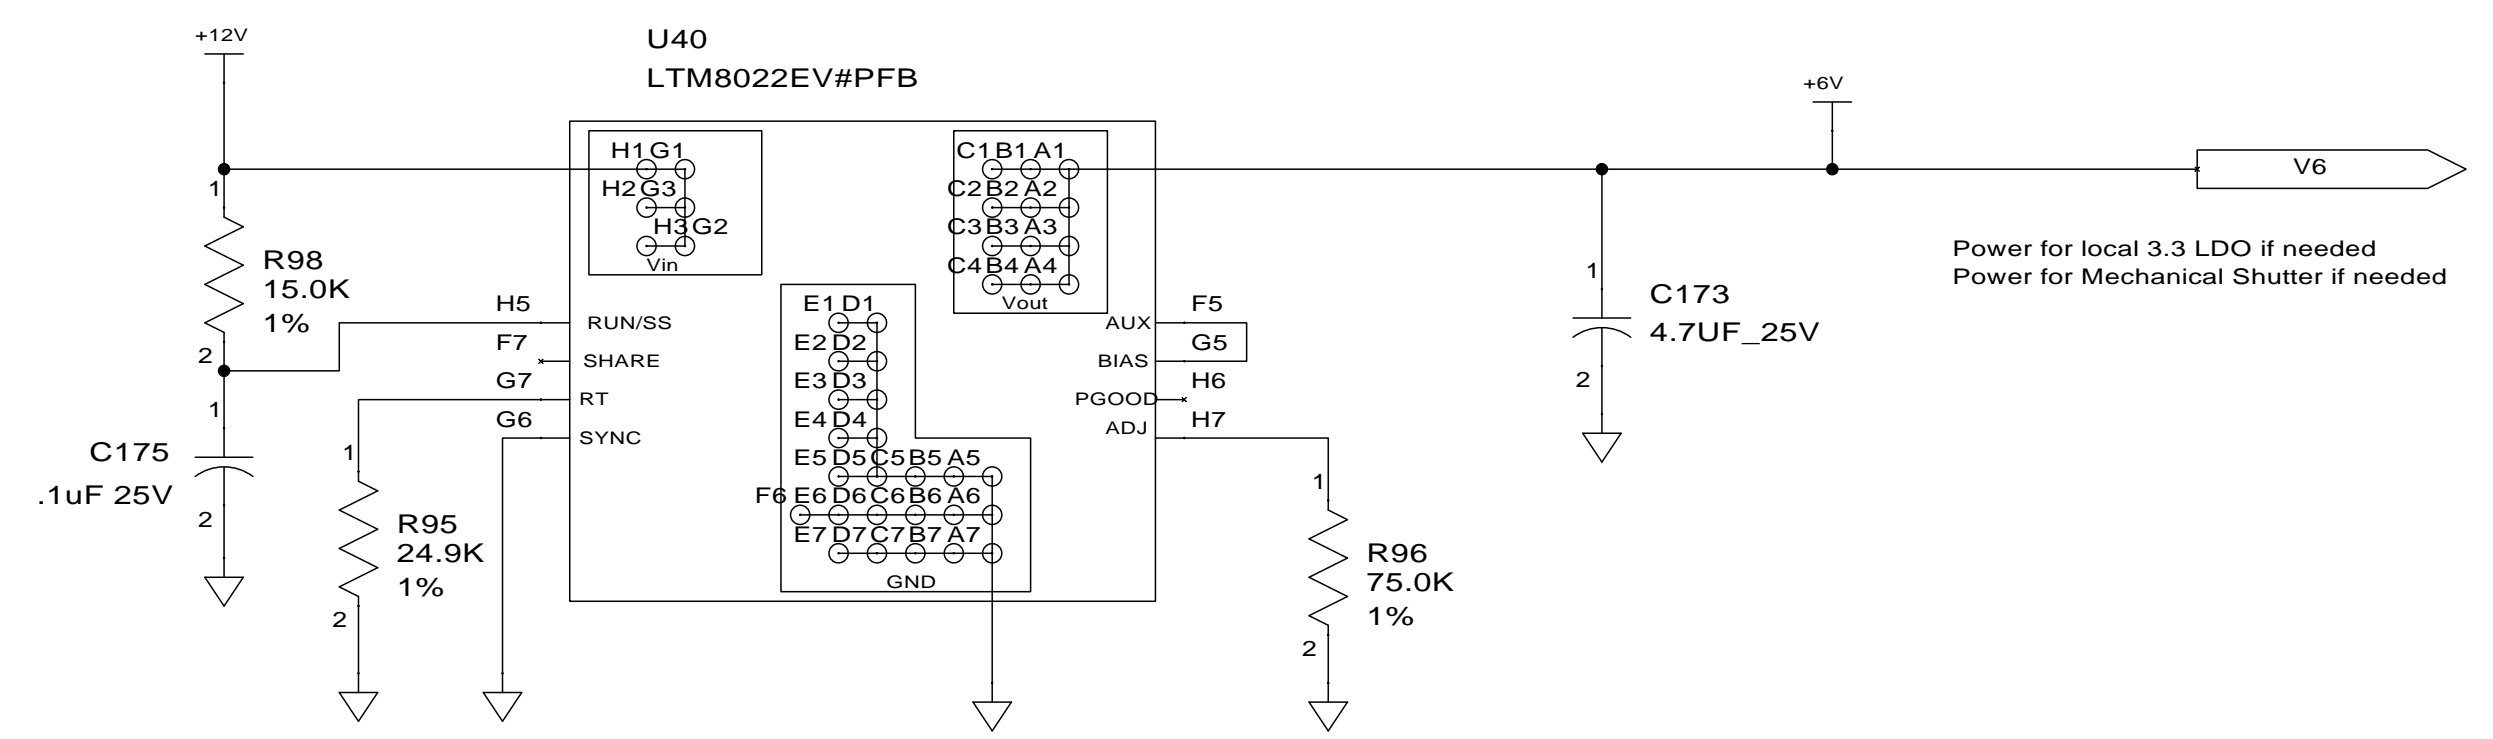 +12V
U40
LTM8022EV#PFB
+6V
H1 G1
C1 B1 A1
V6
1
H2 G3
C2 B2 A2
H3 G2
C3 B3 A3
Power for local 3.3 LDO if needed
Power for Mechanical Shutter if needed
R98
15.0K
1%
Vin
C4 B4 A4
1
C173
4.7UF_25V
H5
E1 D1
Vout
F5
RUN/SS
AUX
2
F7
E2 D2
G5
SHARE
BIAS
G7
E3 D3
H6
2
RT
PGOOD
1
G6
E4 D4
H7
SYNC
ADJ
C175
.1uF 25V
1
E5 D5 C5 B5 A5
1
2
F6 E6 D6 C6 B6 A6
R95
24.9K
1%
E7 D7 C7 B7 A7
R96
75.0K
1%
GND
2
2